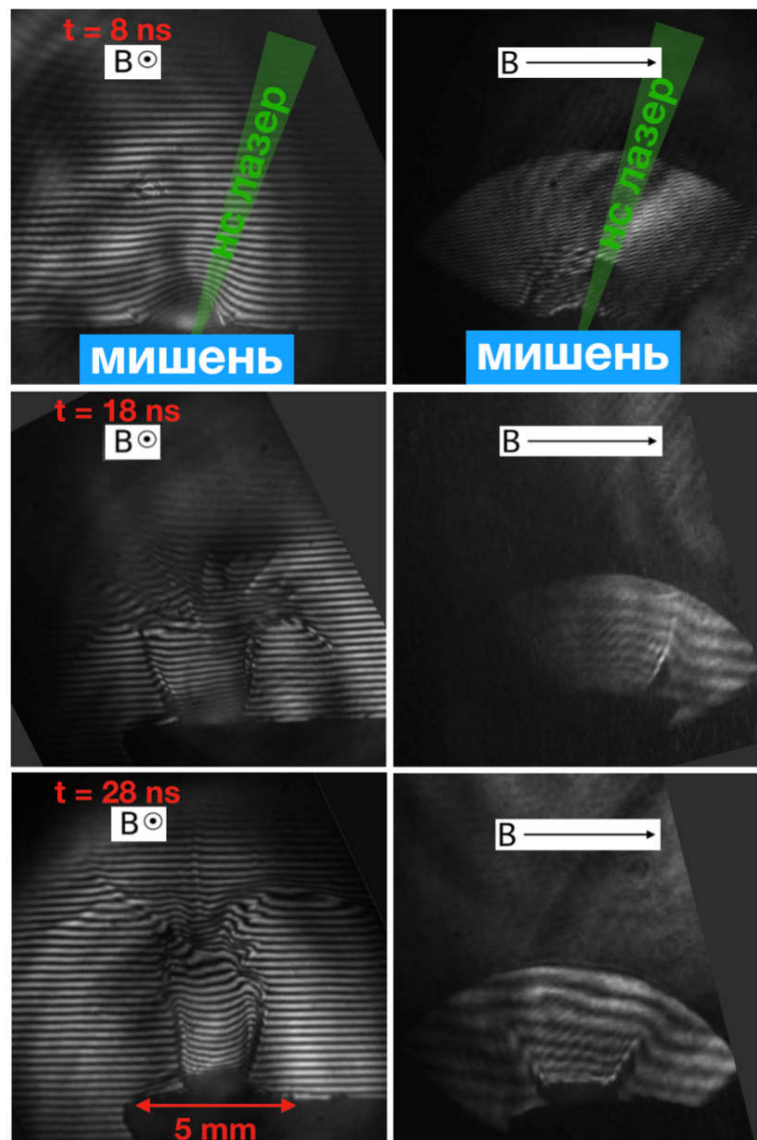 t = 8 ns
B ⊙
нс лазер
мишень
B →
нс лазер
мишень
t = 18 ns
B ⊙
B →
t = 28 ns
B ⊙
5 mm
B →